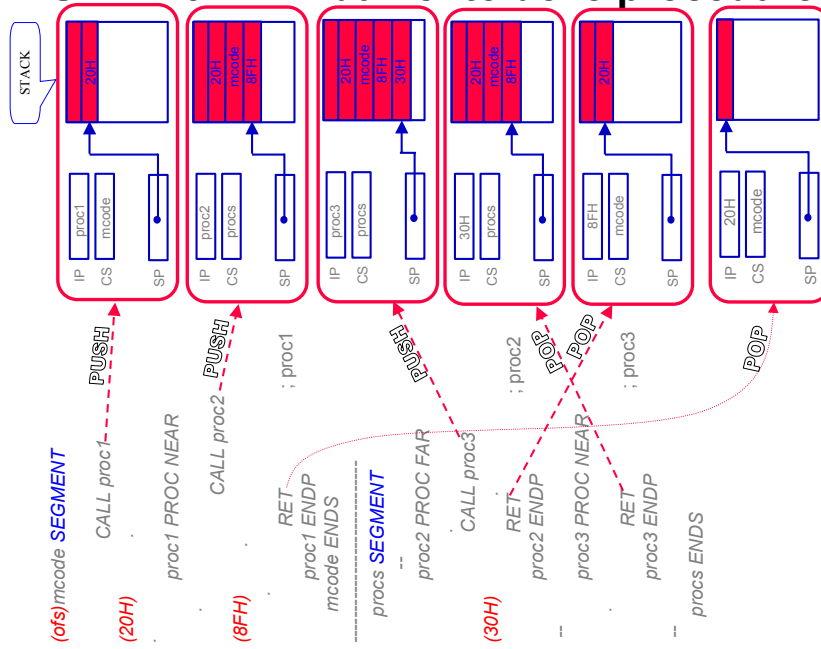 (ofs)mcode SEGMENT
(20H)
CALL proc1
.
proc1 PROC NEAR
.
(8FH)
CALL proc2
.
RET ; proc1
proc1 ENDP
mcode ENDS
--------------------------------
procs SEGMENT
--
proc2 PROC FAR
.
(30H)
CALL proc3
RET ; proc2
proc2 ENDP
--
proc3 PROC NEAR
.
RET ; proc3
proc3 ENDP
--
procs ENDS
PUSH
PUSH
PUSH
POP
POP
POP
STACK
IP proc1
CS mcode
SP
20H
IP proc2
CS procs
SP
20H
mcode
8FH
IP proc3
CS procs
SP
20H
mcode
8FH
30H
IP 30H
CS procs
SP
20H
mcode
8FH
IP 8FH
CS mcode
SP
20H
IP 20H
CS mcode
SP